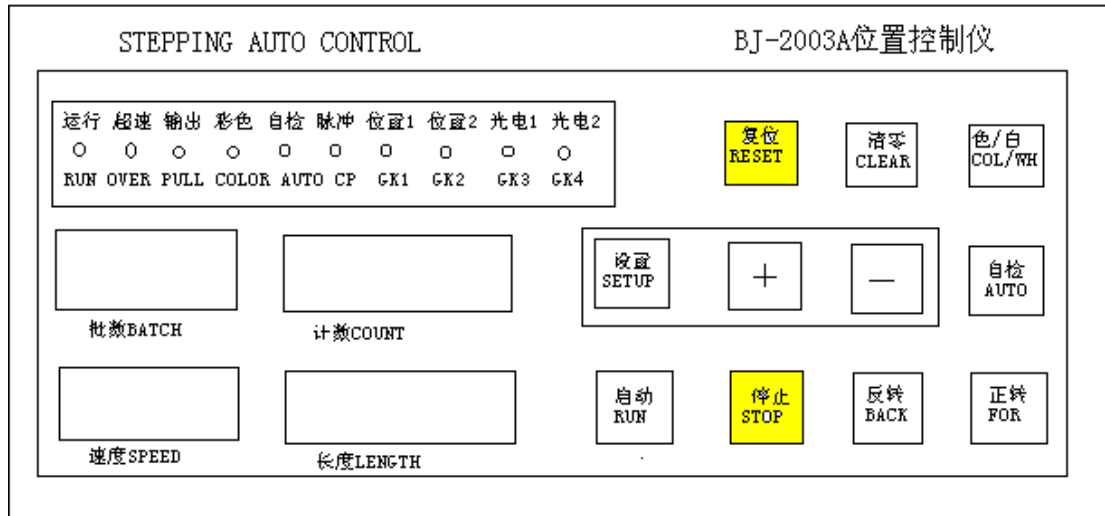 STEPPING AUTO CONTROL
BJ-2003A位置控制仪
运行 超速 输出 彩色 自检 脉冲 位置1 位置2 光电1 光电2
RUN OVER PULL COLOR AUTO CP GK1 GK2 GK3 GK4
复位
RESET
清零
CLEAR
色/白
COL/WH
批数BATCH
计数COUNT
设置
SETUP
+
−
自检
AUTO
速度SPEED
长度LENGTH
启动
RUN
停止
STOP
反转
BACK
正转
FOR